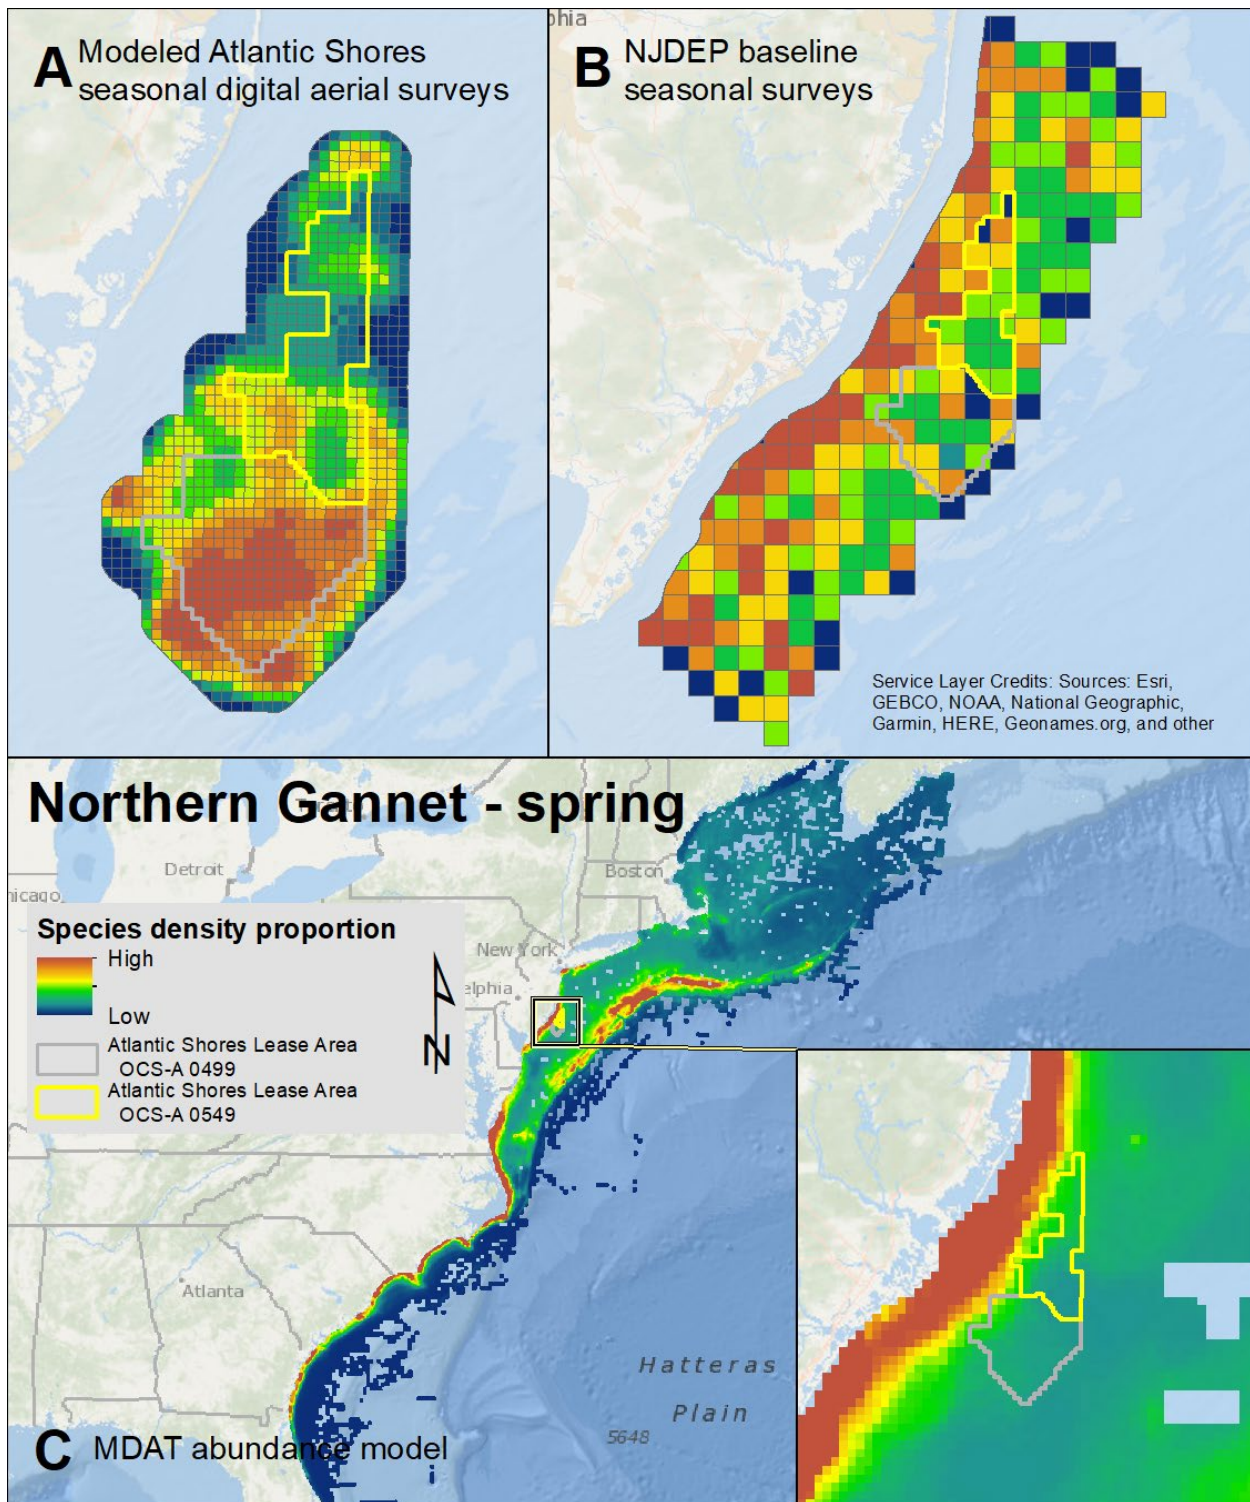 A
Modeled Atlantic Shores
seasonal digital aerial surveys
phia
B
NJDEP baseline
seasonal surveys
Service Layer Credits: Sources: Esri,
GEBCO, NOAA, National Geographic,
Garmin, HERE, Geonames.org, and other
Northern Gannet - spring
Detroit
hicago
Boston
Species density proportion
High
Low
Atlantic Shores Lease Area
OCS-A 0499
Atlantic Shores Lease Area
OCS-A 0549
N
New York
elphia
Atlanta
Hatteras
Plain
5648
C
MDAT abundance model